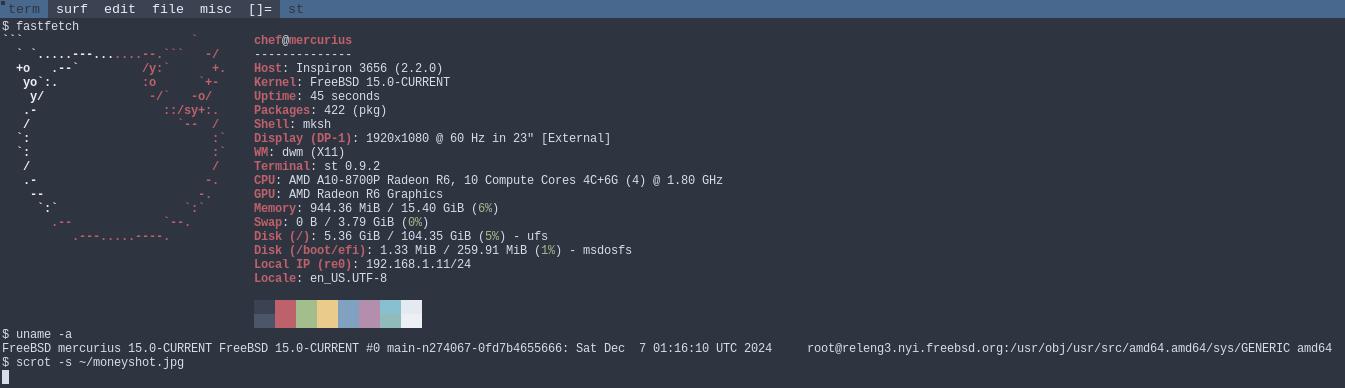 term surf edit file misc []= st
$ fastfetch
```                        `        chef@mercurius
  ` `.....---.......--.```   -/    --------------
  +o   .--`         /y:`      +.   Host: Inspiron 3656 (2.2.0)
   yo`:.            :o      `+-    Kernel: FreeBSD 15.0-CURRENT
    y/               -/`   -o/     Uptime: 45 seconds
   .-                  ::/sy+:.    Packages: 422 (pkg)
   /                     `--  /    Shell: mksh
  `:                          :`   Display (DP-1): 1920x1080 @ 60 Hz in 23" [External]
  `:                          :`   WM: dwm (X11)
   /                          /    Terminal: st 0.9.2
   .-                        -.    CPU: AMD A10-8700P Radeon R6, 10 Compute Cores 4C+6G (4) @ 1.80 GHz
    --                      -.     GPU: AMD Radeon R6 Graphics
     `:`                  `:`      Memory: 944.36 MiB / 15.40 GiB (6%)
       .--             `--.        Swap: 0 B / 3.79 GiB (0%)
          .---.....----.           Disk (/): 5.36 GiB / 104.35 GiB (5%) - ufs
Disk (/boot/efi): 1.33 MiB / 259.91 MiB (1%) - msdosfs
Local IP (re0): 192.168.1.11/24
Locale: en_US.UTF-8
$ uname -a
FreeBSD mercurius 15.0-CURRENT FreeBSD 15.0-CURRENT #0 main-n274067-0fd7b4655666: Sat Dec  7 01:16:10 UTC 2024     root@releng3.nyi.freebsd.org:/usr/obj/usr/src/amd64.amd64/sys/GENERIC amd64
$ scrot -s ~/moneyshot.jpg